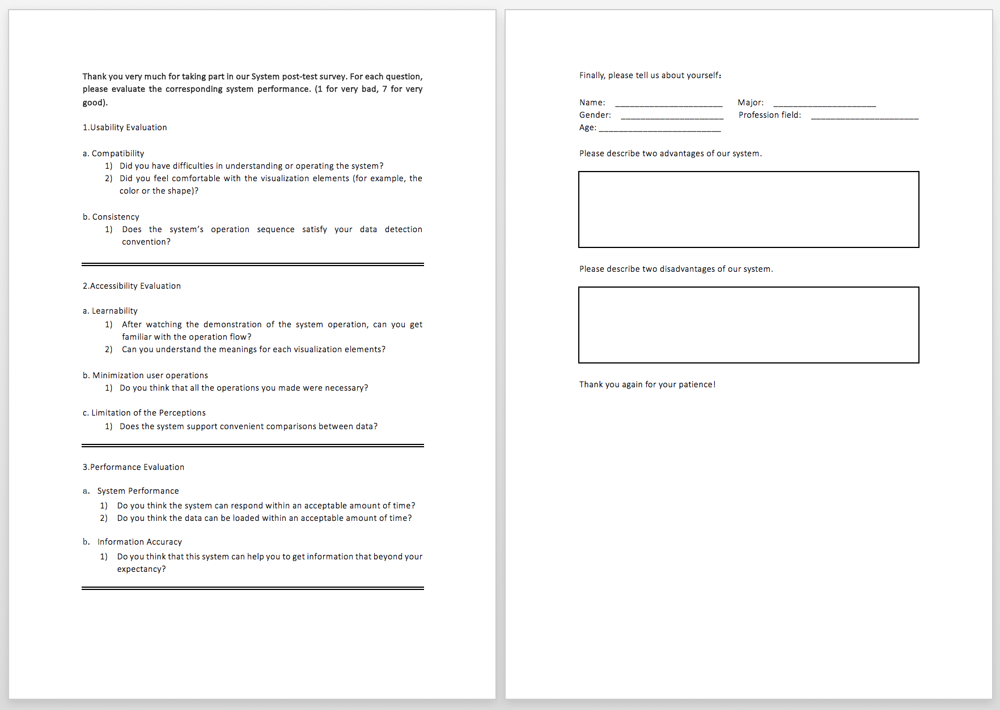 Thank you very much for taking part in our System post-test survey. For each question,
please evaluate the corresponding system performance. (1 for very bad, 7 for very
good).
1.Usability Evaluation
a. Compatibility
1) Did you have difficulties in understanding or operating the system?
2) Did you feel comfortable with the visualization elements (for example, the
color or the shape)?
b. Consistency
1) Does the system's operation sequence satisfy your data detection
convention?
2.Accessibility Evaluation
a. Learnability
1) After watching the demonstration of the system operation, can you get
familiar with the operation flow?
2) Can you understand the meanings for each visualization elements?
b. Minimization user operations
1) Do you think that all the operations you made were necessary?
c. Limitation of the Perceptions
1) Does the system support convenient comparisons between data?
3.Performance Evaluation
a. System Performance
1) Do you think the system can respond within an acceptable amount of time?
2) Do you think the data can be loaded within an acceptable amount of time?
b. Information Accuracy
1) Do you think that this system can help you to get information that beyond your
expectancy?
Finally, please tell us about yourself:
Name: _____________________ Major: ____________________
Gender: ____________________ Profession field: _____________________
Age: ________________________
Please describe two advantages of our system.
Please describe two disadvantages of our system.
Thank you again for your patience!